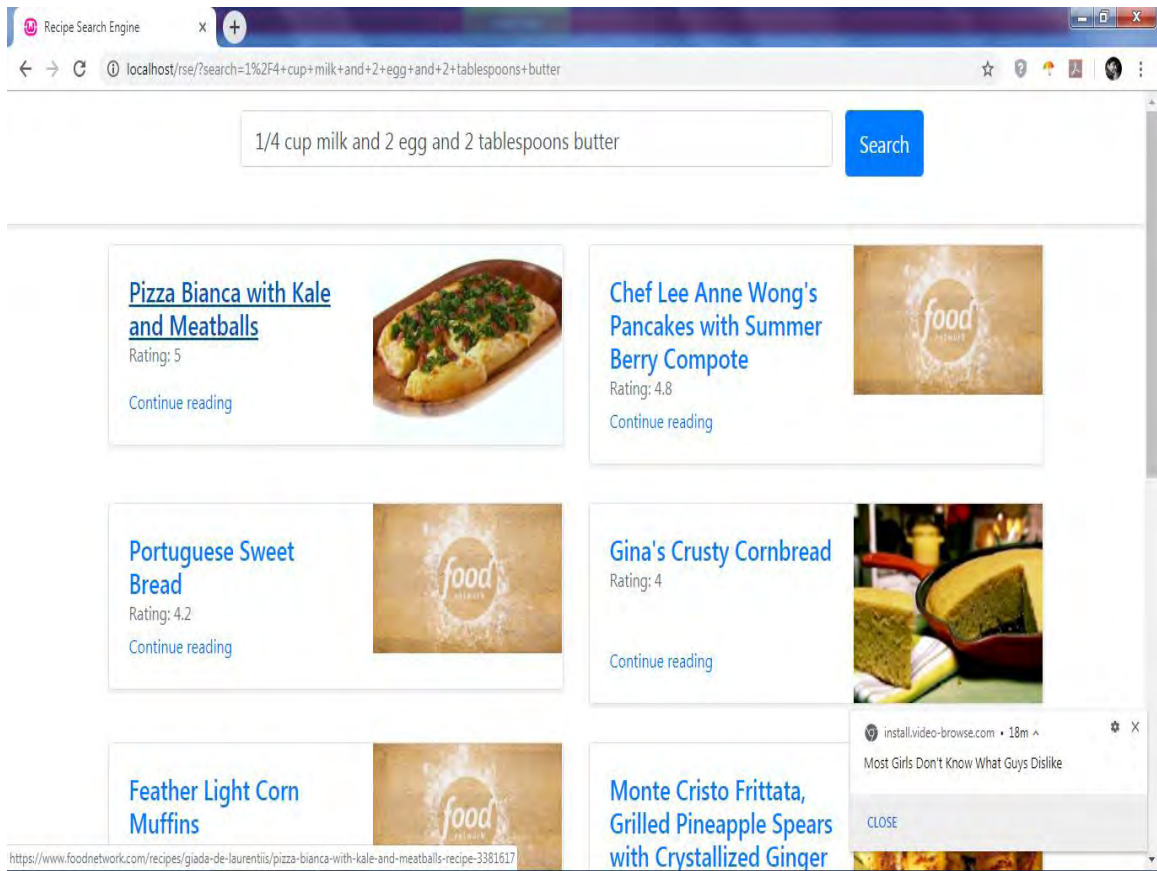 Recipe Search Engine
localhost/rse/?search=1%2F4+cup+milk+and+2+egg+and+2+tablespoons+butter
1/4 cup milk and 2 egg and 2 tablespoons butter
Search
Pizza Bianca with Kale
and Meatballs
Rating: 5
Continue reading
Chef Lee Anne Wong's
Pancakes with Summer
Berry Compote
Rating: 4.8
Continue reading
food
network
Portuguese Sweet
Bread
Rating: 4.2
Continue reading
food
network
Gina's Crusty Cornbread
Rating: 4
Continue reading
Feather Light Corn
Muffins
food
Monte Cristo Frittata,
Grilled Pineapple Spears
with Crystallized Ginger
install.video-browse.com • 18m
Most Girls Don't Know What Guys Dislike
CLOSE
https://www.foodnetwork.com/recipes/giada-de-laurentiis/pizza-bianca-with-kale-and-meatballs-recipe-3381617